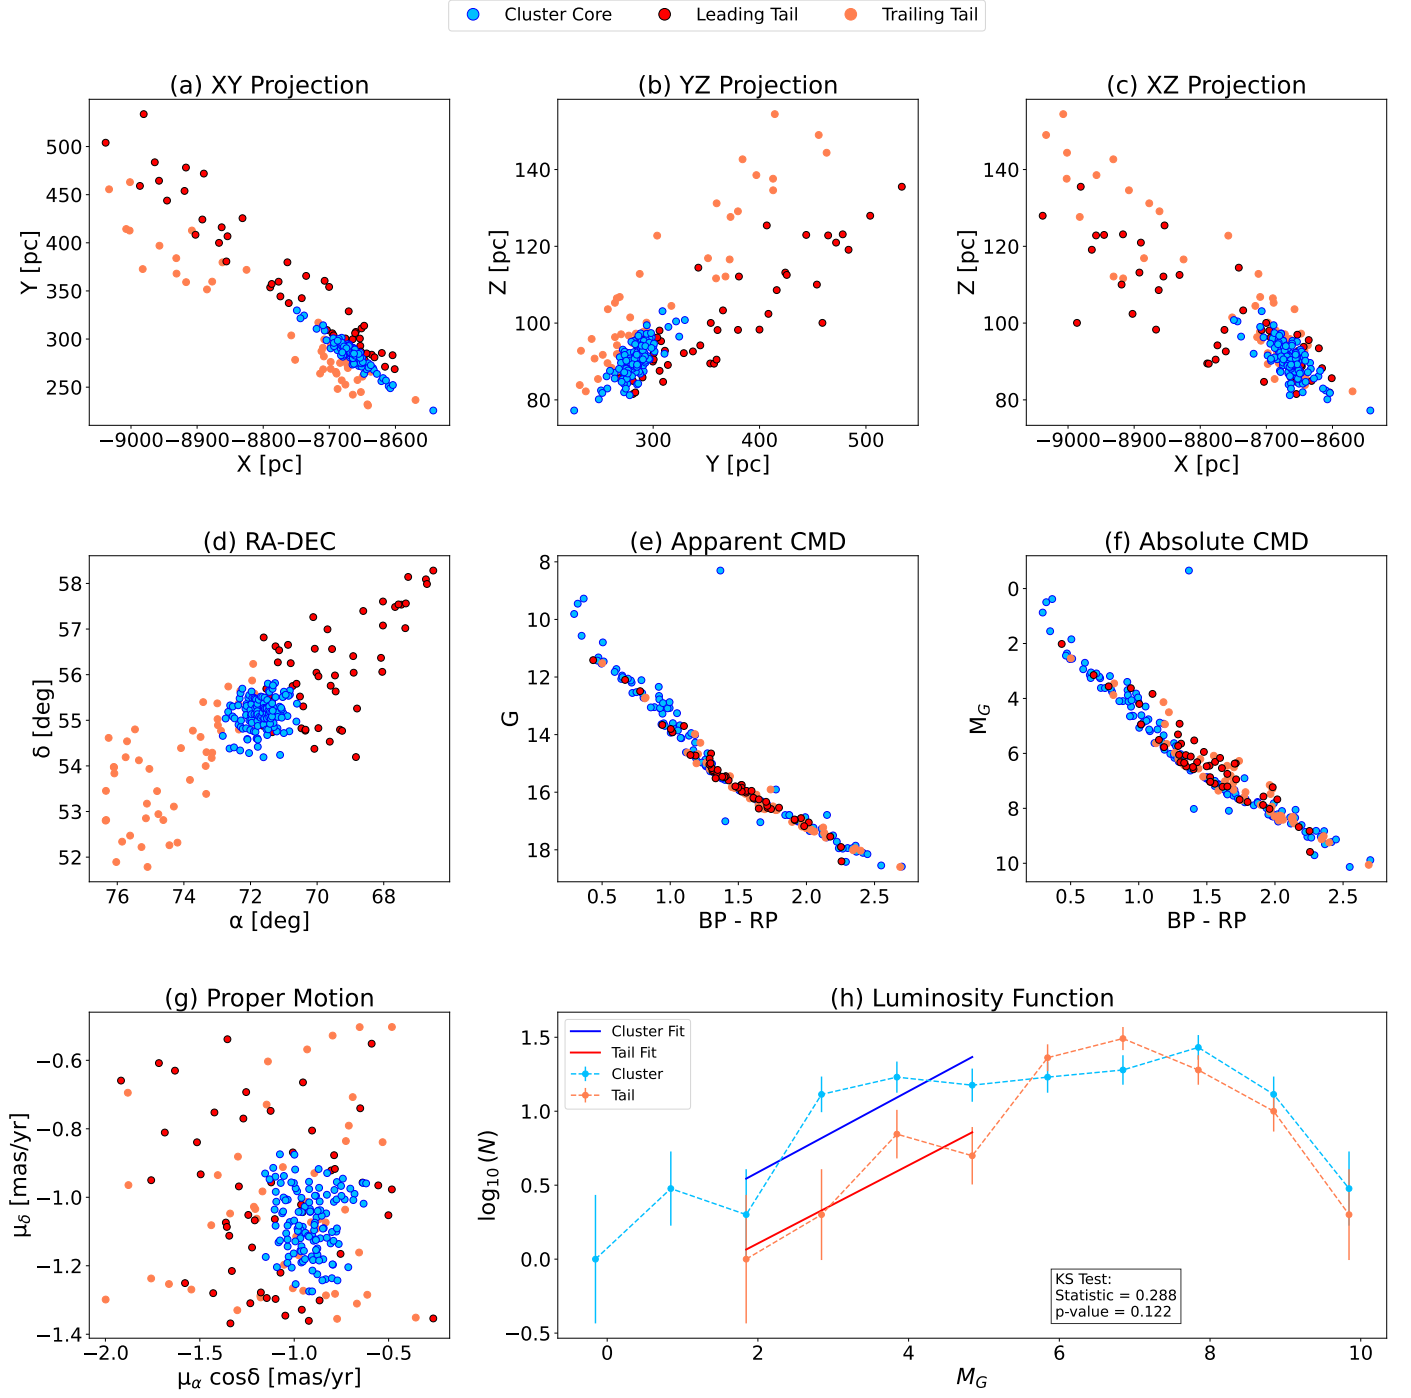 Cluster Core Leading Tail Trailing Tail
(a) XY Projection
500
450
400
350
300
250
Y [pc]
−9000 −8900 −8800 −8700 −8600
X [pc]
(b) YZ Projection
140
120
100
80
Z [pc]
300 400 500
Y [pc]
(c) XZ Projection
140
120
100
80
Z [pc]
−9000 −8900 −8800 −8700 −8600
X [pc]
(d) RA-DEC
58
57
56
55
54
53
52
δ [deg]
76 74 72 70 68
α [deg]
(e) Apparent CMD
8
10
12
14
16
18
G
0.5 1.0 1.5 2.0 2.5
BP - RP
(f) Absolute CMD
0
2
4
6
8
10
M_G
0.5 1.0 1.5 2.0 2.5
BP - RP
(g) Proper Motion
−0.6
−0.8
−1.0
−1.2
−1.4
μ_δ [mas/yr]
−2.0 −1.5 −1.0 −0.5
μ_α cosδ [mas/yr]
(h) Luminosity Function
Cluster Fit
Tail Fit
Cluster
Tail
1.5
1.0
0.5
0.0
−0.5
log₁₀(N)
KS Test:
Statistic = 0.288
p-value = 0.122
0 2 4 6 8 10
M_G